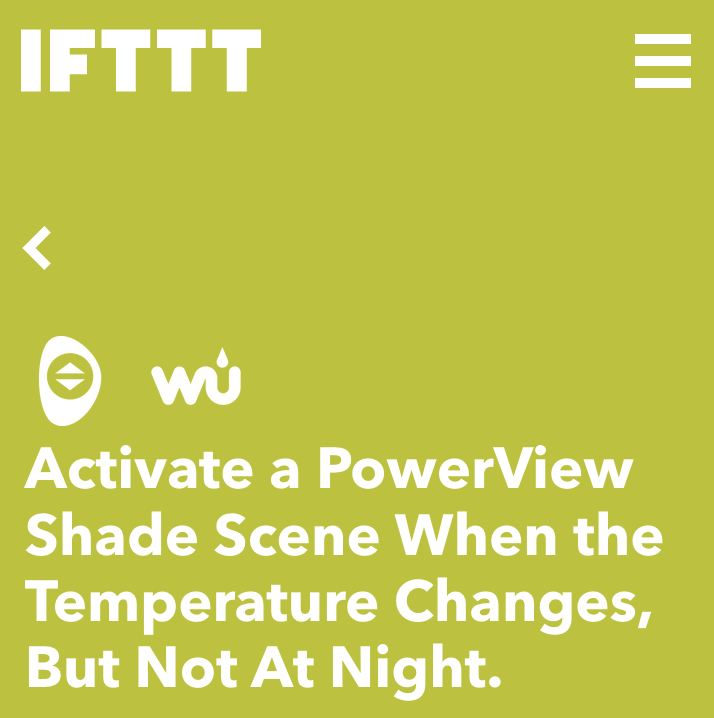 IFTTT
wu
Activate a PowerView
Shade Scene When the
Temperature Changes,
But Not At Night.